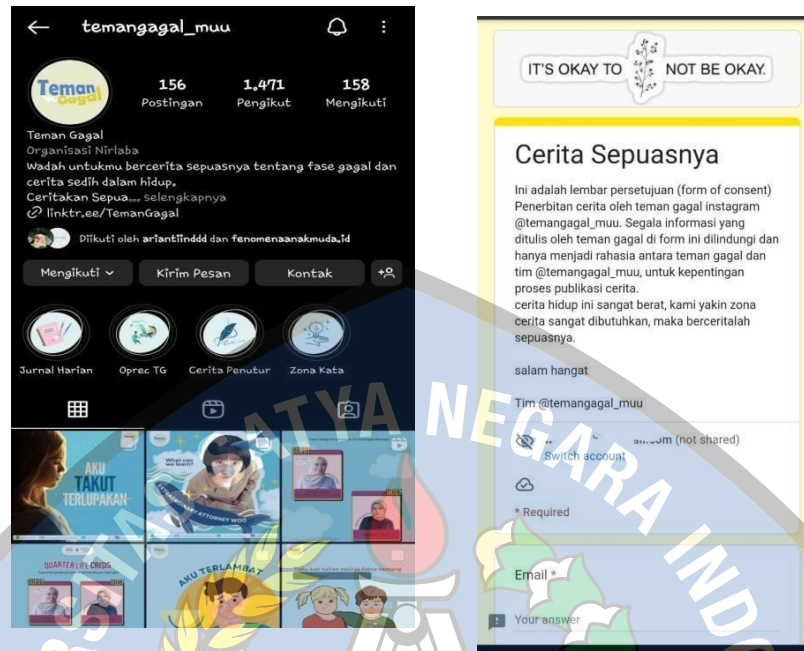 temangagal_muu
Teman
Gagal
156
1,471
158
Postingan
Pengikut
Mengikuti
Teman Gagal
Organisasi Nirlaba
Wadah untukmu bercerita sepuasnya tentang fase gagal dan
cerita sedih dalam hidup.
Ceritakan Sepua... selengkapnya
linktr.ee/TemanGagal
Diikuti oleh ariantiinddd dan fenomenaanakmuda.id
Mengikuti
Kirim Pesan
Kontak
Jurnal Harian
Oprec TG
Cerita Penutur
Zona Kata
AKU
TAKUT
TERLUPAKAN
What can
we learn?
EXTRAORDINARY ATTORNEY WOO
QUARTER LIFE CRISIS
AKU TERLAMBAT
IT'S OKAY TO NOT BE OKAY.
Cerita Sepuasnya
Ini adalah lembar persetujuan (form of consent)
Penerbitan cerita oleh teman gagal instagram
@temangagal_muu. Segala informasi yang
ditulis oleh teman gagal di form ini dilindungi dan
hanya menjadi rahasia antara teman gagal dan
tim @temangagal_muu, untuk kepentingan
proses publikasi cerita.
cerita hidup ini sangat berat, kami yakin zona
cerita sangat dibutuhkan, maka berceritalah
sepuasnya.
salam hangat
Tim @temangagal_muu
(not shared)
Switch account
* Required
Email *
Your answer
SATYA NEGARA INDO